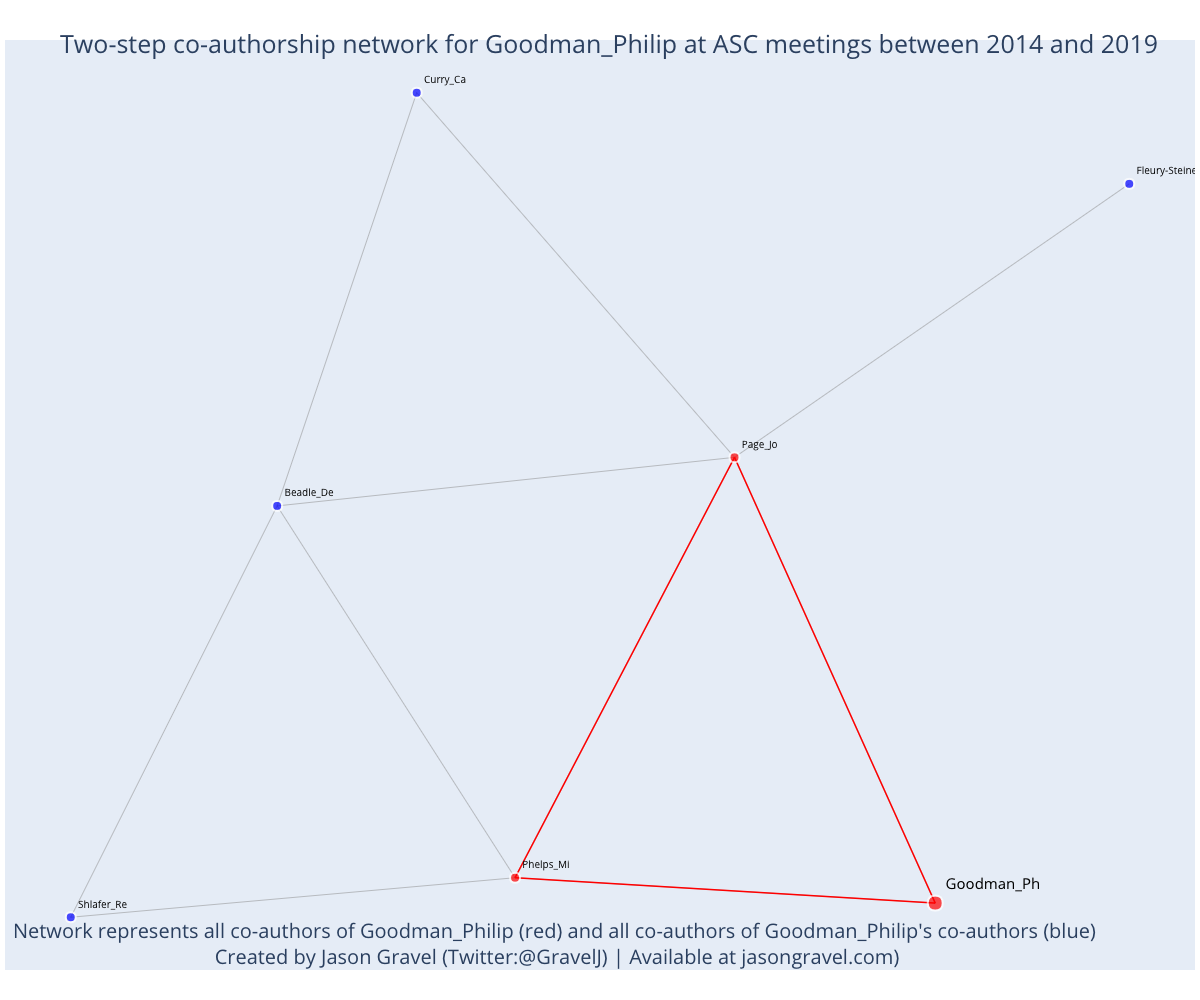 Two-step co-authorship network for Goodman_Philip at ASC meetings between 2014 and 2019
Curry_Ca
Fleury-Steine
Page_Jo
Beadle_De
Phelps_Mi
Goodman_Ph
Shlafer_Re
Network represents all co-authors of Goodman_Philip (red) and all co-authors of Goodman_Philip's co-authors (blue)
Created by Jason Gravel (Twitter:@GravelJ) | Available at jasongravel.com)